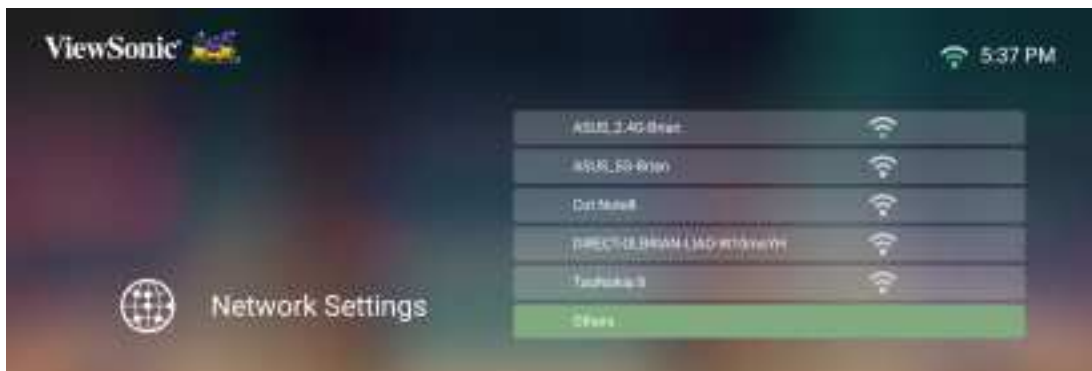 ViewSonic
5:37 PM
ASUS_2.4G-Brian
ASUS_5G-Brian
Network Settings
Others